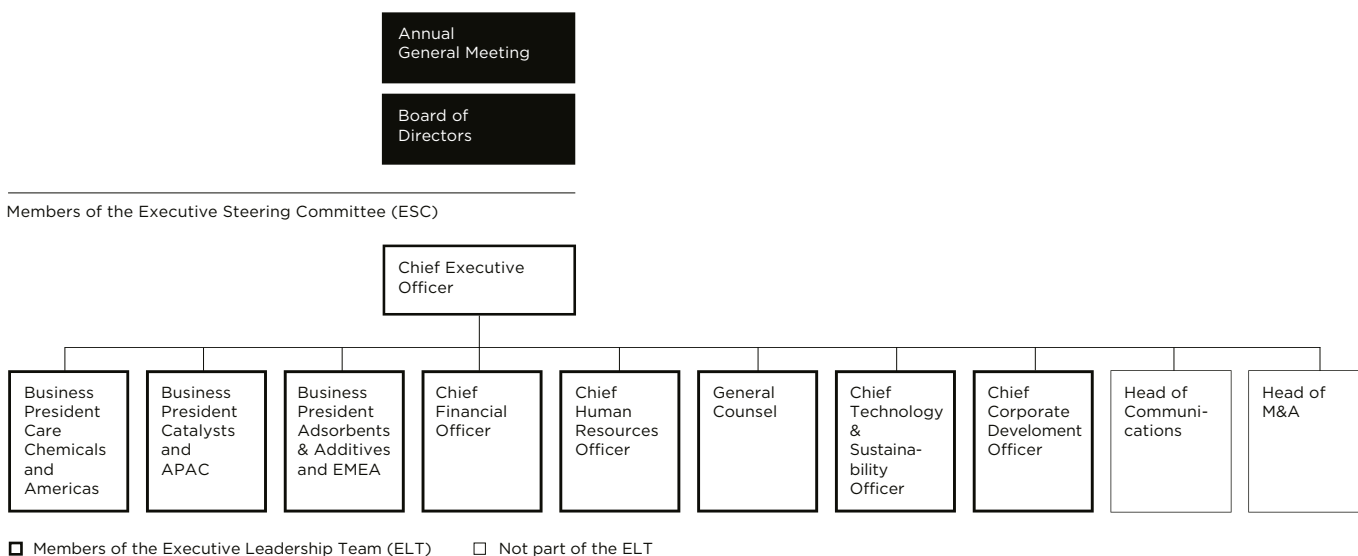 Annual
General Meeting
Board of
Directors
Members of the Executive Steering Committee (ESC)
Chief Executive
Officer
Business
President
Care
Chemicals
and
Americas
Business
President
Catalysts
and
APAC
Business
President
Adsorbents
& Additives
and EMEA
Chief
Financial
Officer
Chief
Human
Resources
Officer
General
Counsel
Chief
Technology
&
Sustaina-
bility
Officer
Chief
Corporate
Develoment
Officer
Head of
Communi-
cations
Head of
M&A
Members of the Executive Leadership Team (ELT)
Not part of the ELT